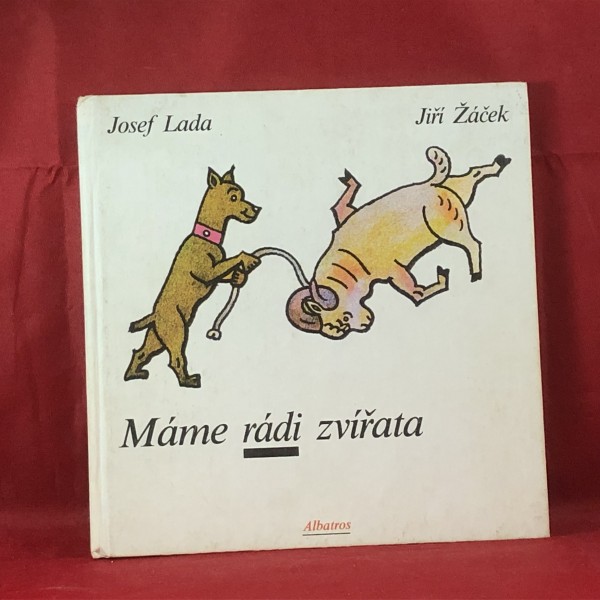 Josef Lada
Jiří Žáček
Máme rádi zvířata
Albatros